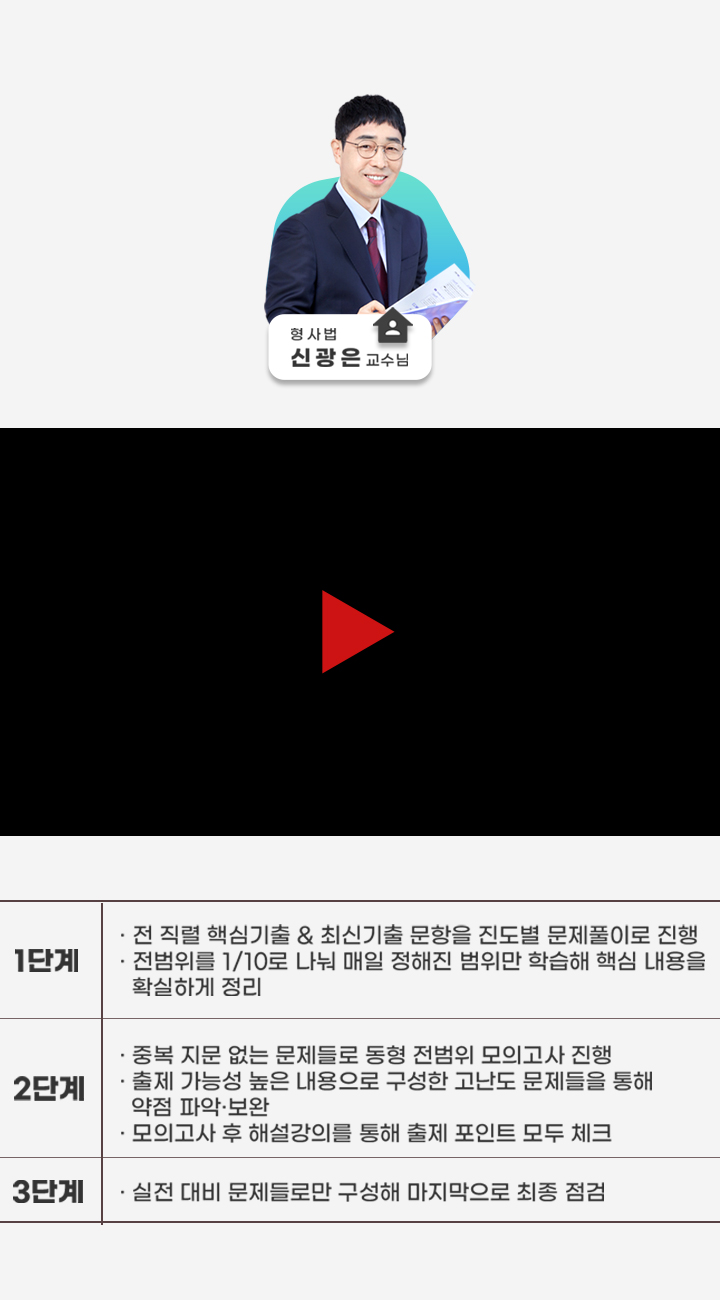 형사법
신광은 교수님
1단계
· 전 직렬 핵심기출 & 최신기출 문항을 진도별 문제풀이로 진행
· 전범위를 1/10로 나눠 매일 정해진 범위만 학습해 핵심 내용을
확실하게 정리
2단계
· 중복 지문 없는 문제들로 동형 전범위 모의고사 진행
· 출제 가능성 높은 내용으로 구성한 고난도 문제들을 통해
약점 파악·보완
· 모의고사 후 해설강의를 통해 출제 포인트 모두 체크
3단계
· 실전 대비 문제들로만 구성해 마지막으로 최종 점검